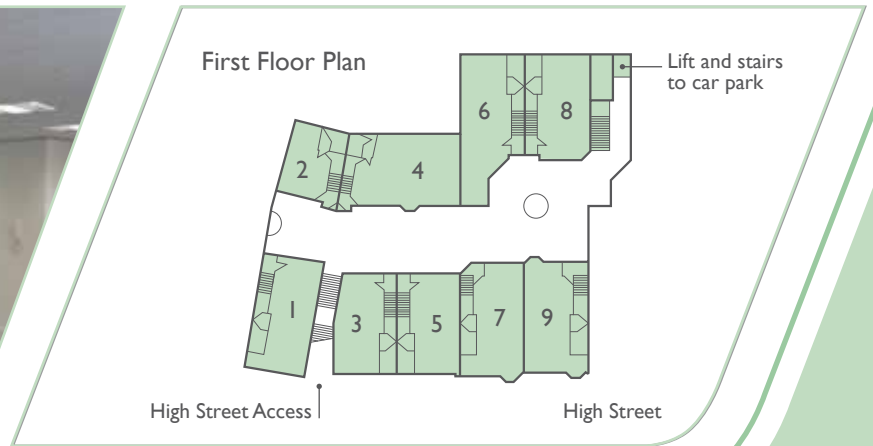 First Floor Plan
Lift and stairs
to car park
6
8
2
4
1
3
5
7
9
High Street Access
High Street